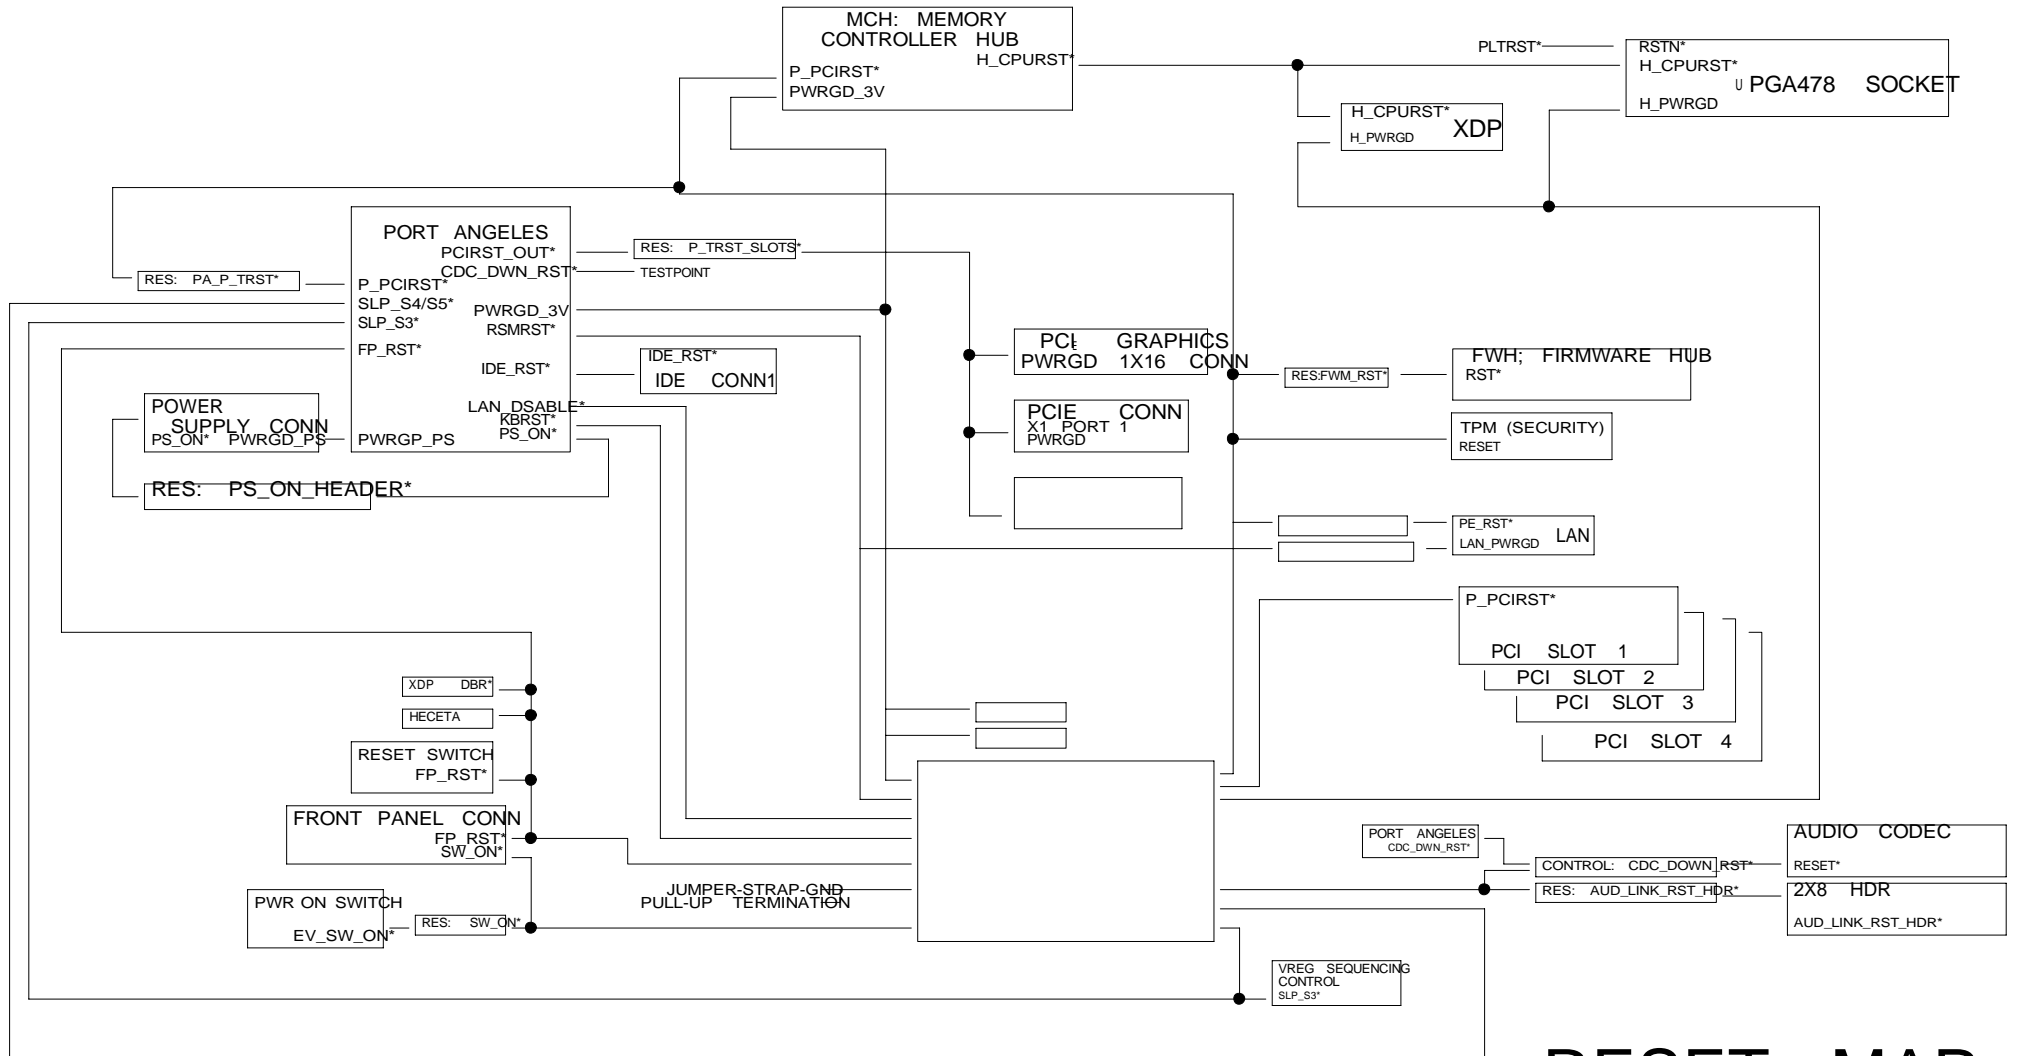 MCH: MEMORY
CONTROLLER HUB
H_CPURST*
P_PCIRST*
PWRGD_3V
PLTRST*
RSTN*
H_CPURST*
U PGA478 SOCKET
H_PWRGD
H_CPURST*
XDP
H_PWRGD
PORT ANGELES
PCIRST_OUT*
CDC_DWN_RST*
P_PCIRST*
SLP_S4/S5*
PWRGD_3V
SLP_S3*
RSMRST*
FP_RST*
IDE_RST*
LAN_DSABLE*
KBRST*
PS_ON*
PWRGP_PS
RES: PA_P_TRST*
RES: P_TRST_SLOTS*
TESTPOINT
IDE_RST*
IDE CONN1
POWER
SUPPLY CONN
PS_ON* PWRGD_PS
RES: PS_ON_HEADER*
PCI GRAPHICS
PWRGD 1X16 CONN
PCIE CONN
X1 PORT 1
PWRGD
RES:FWM_RST*
FWH; FIRMWARE HUB
RST*
TPM (SECURITY)
RESET
PE_RST*
LAN
LAN_PWRGD
P_PCIRST*
PCI SLOT 1
PCI SLOT 2
PCI SLOT 3
PCI SLOT 4
XDP DBR*
HECETA
RESET SWITCH
FP_RST*
FRONT PANEL CONN
FP_RST*
SW_ON*
PWR ON SWITCH
EV_SW_ON*
RES: SW_ON*
JUMPER-STRAP-GND
PULL-UP TERMINATION
PORT ANGELES
CDC_DWN_RST*
CONTROL: CDC_DOWN_RST*
RES: AUD_LINK_RST_HDR*
AUDIO CODEC
RESET*
2X8 HDR
AUD_LINK_RST_HDR*
VREG SEQUENCING
CONTROL
SLP_S3*
RESET MAP